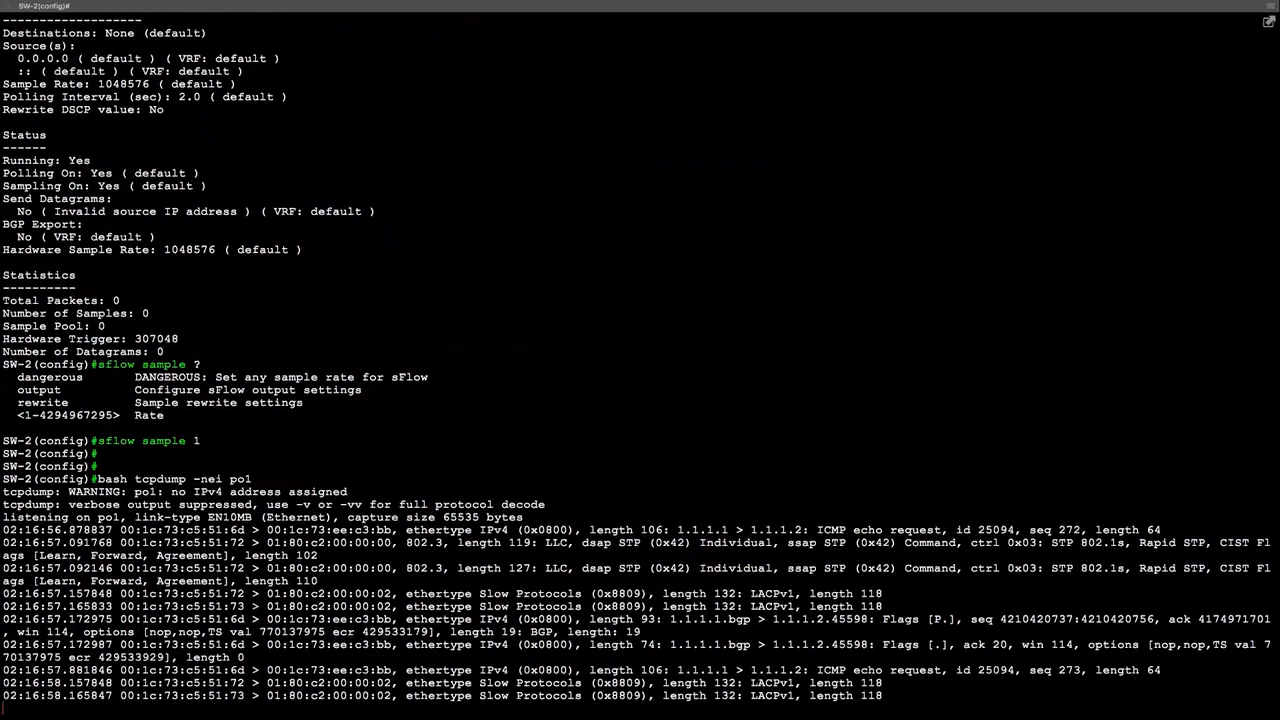 SW-2(config)#
-------------------
Destinations: None (default)
Source(s):
  0.0.0.0 ( default ) ( VRF: default )
  :: ( default ) ( VRF: default )
Sample Rate: 1048576 ( default )
Polling Interval (sec): 2.0 ( default )
Rewrite DSCP value: No
Status
------
Running: Yes
Polling On: Yes ( default )
Sampling On: Yes ( default )
Send Datagrams:
  No ( Invalid source IP address ) ( VRF: default )
BGP Export:
  No ( VRF: default )
Hardware Sample Rate: 1048576 ( default )
Statistics
----------
Total Packets: 0
Number of Samples: 0
Sample Pool: 0
Hardware Trigger: 307048
Number of Datagrams: 0
SW-2(config)#sflow sample ?
  dangerous       DANGEROUS: Set any sample rate for sFlow
  output          Configure sFlow output settings
  rewrite         Sample rewrite settings
  <1-4294967295>  Rate
SW-2(config)#sflow sample 1
SW-2(config)#
SW-2(config)#
SW-2(config)#bash tcpdump -nei po1
tcpdump: WARNING: po1: no IPv4 address assigned
tcpdump: verbose output suppressed, use -v or -vv for full protocol decode
listening on po1, link-type EN10MB (Ethernet), capture size 65535 bytes
02:16:56.878837 00:1c:73:c5:51:6d > 00:1c:73:ee:c3:bb, ethertype IPv4 (0x0800), length 106: 1.1.1.1 > 1.1.1.2: ICMP echo request, id 25094, seq 272, length 64
02:16:57.091768 00:1c:73:c5:51:72 > 01:80:c2:00:00:00, 802.3, length 119: LLC, dsap STP (0x42) Individual, ssap STP (0x42) Command, ctrl 0x03: STP 802.1s, Rapid STP, CIST Fl
ags [Learn, Forward, Agreement], length 102
02:16:57.092146 00:1c:73:c5:51:72 > 01:80:c2:00:00:00, 802.3, length 127: LLC, dsap STP (0x42) Individual, ssap STP (0x42) Command, ctrl 0x03: STP 802.1s, Rapid STP, CIST Fl
ags [Learn, Forward, Agreement], length 110
02:16:57.157848 00:1c:73:c5:51:72 > 01:80:c2:00:00:02, ethertype Slow Protocols (0x8809), length 132: LACPv1, length 118
02:16:57.165833 00:1c:73:c5:51:73 > 01:80:c2:00:00:02, ethertype Slow Protocols (0x8809), length 132: LACPv1, length 118
02:16:57.172975 00:1c:73:c5:51:6d > 00:1c:73:ee:c3:bb, ethertype IPv4 (0x0800), length 93: 1.1.1.1.bgp > 1.1.1.2.45598: Flags [P.], seq 4210420737:4210420756, ack 4174971701
, win 114, options [nop,nop,TS val 770137975 ecr 429533179], length 19: BGP, length: 19
02:16:57.172987 00:1c:73:c5:51:6d > 00:1c:73:ee:c3:bb, ethertype IPv4 (0x0800), length 74: 1.1.1.1.bgp > 1.1.1.2.45598: Flags [.], ack 20, win 114, options [nop,nop,TS val 7
70137975 ecr 429533929], length 0
02:16:57.881846 00:1c:73:c5:51:6d > 00:1c:73:ee:c3:bb, ethertype IPv4 (0x0800), length 106: 1.1.1.1 > 1.1.1.2: ICMP echo request, id 25094, seq 273, length 64
02:16:58.157848 00:1c:73:c5:51:72 > 01:80:c2:00:00:02, ethertype Slow Protocols (0x8809), length 132: LACPv1, length 118
02:16:58.165847 00:1c:73:c5:51:73 > 01:80:c2:00:00:02, ethertype Slow Protocols (0x8809), length 132: LACPv1, length 118